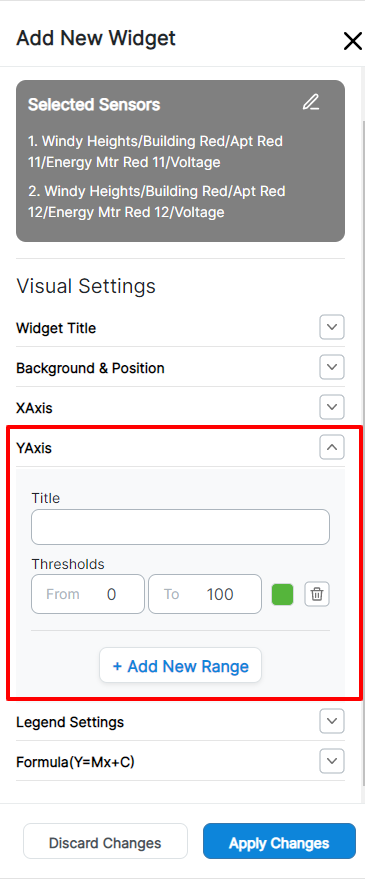 Add New Widget
Selected Sensors
1. Windy Heights/Building Red/Apt Red
11/Energy Mtr Red 11/Voltage
2. Windy Heights/Building Red/Apt Red
12/Energy Mtr Red 12/Voltage
Visual Settings
Widget Title
Background & Position
XAxis
YAxis
Title
Thresholds
From 0 To 100
+ Add New Range
Legend Settings
Formula(Y=Mx+C)
Discard Changes Apply Changes